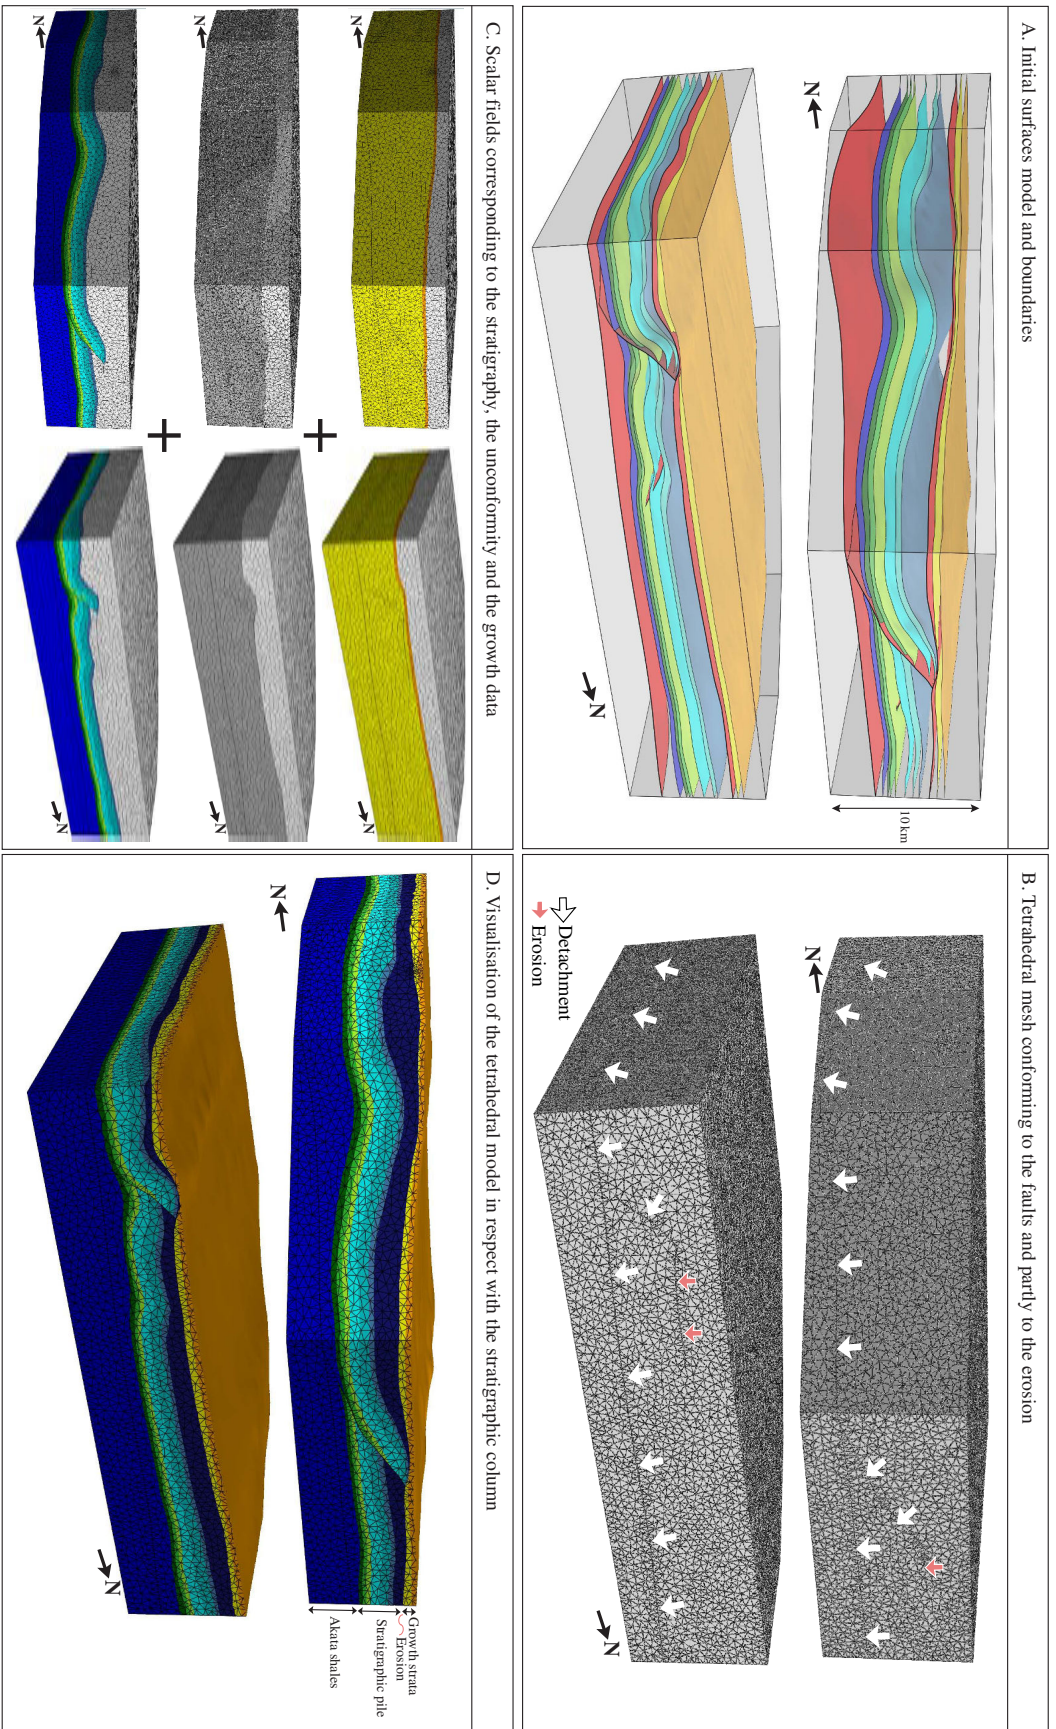 A. Initial surfaces model and boundaries
N
10 km
N
B. Tetrahedral mesh conforming to the faults and partly to the erosion
N
N
Detachment
Erosion
C. Scalar fields corresponding to the stratigraphy, the unconformity and the growth data
N
N
N
+
+
N
N
N
D. Visualisation of the tetrahedral model in respect with the stratigraphic column
N
Growth strata
Erosion
Stratigraphic pile
Akata shales
N